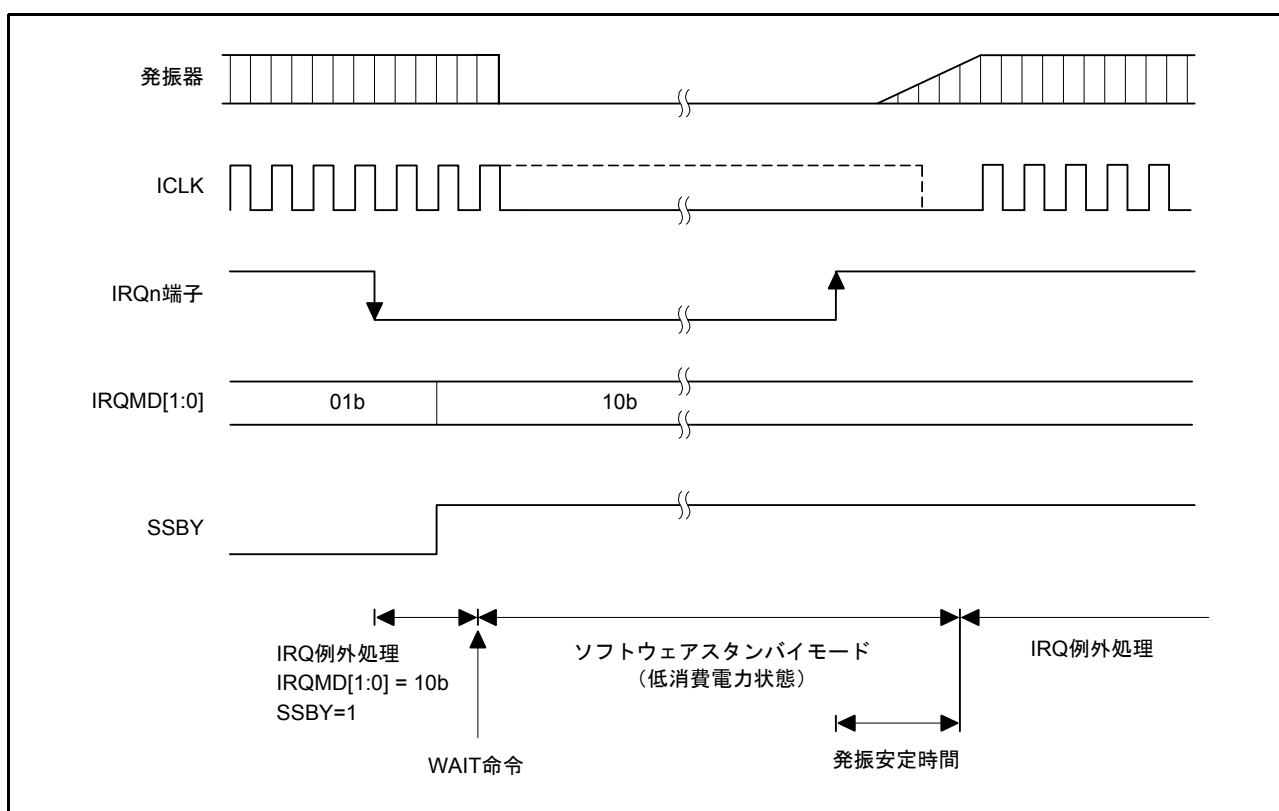 発振器
ICLK
IRQn端子
IRQMD[1:0]
01b
10b
SSBY
IRQ例外処理
IRQMD[1:0] = 10b
SSBY=1
WAIT命令
ソフトウェアスタンバイモード
（低消費電力状態）
発振安定時間
IRQ例外処理